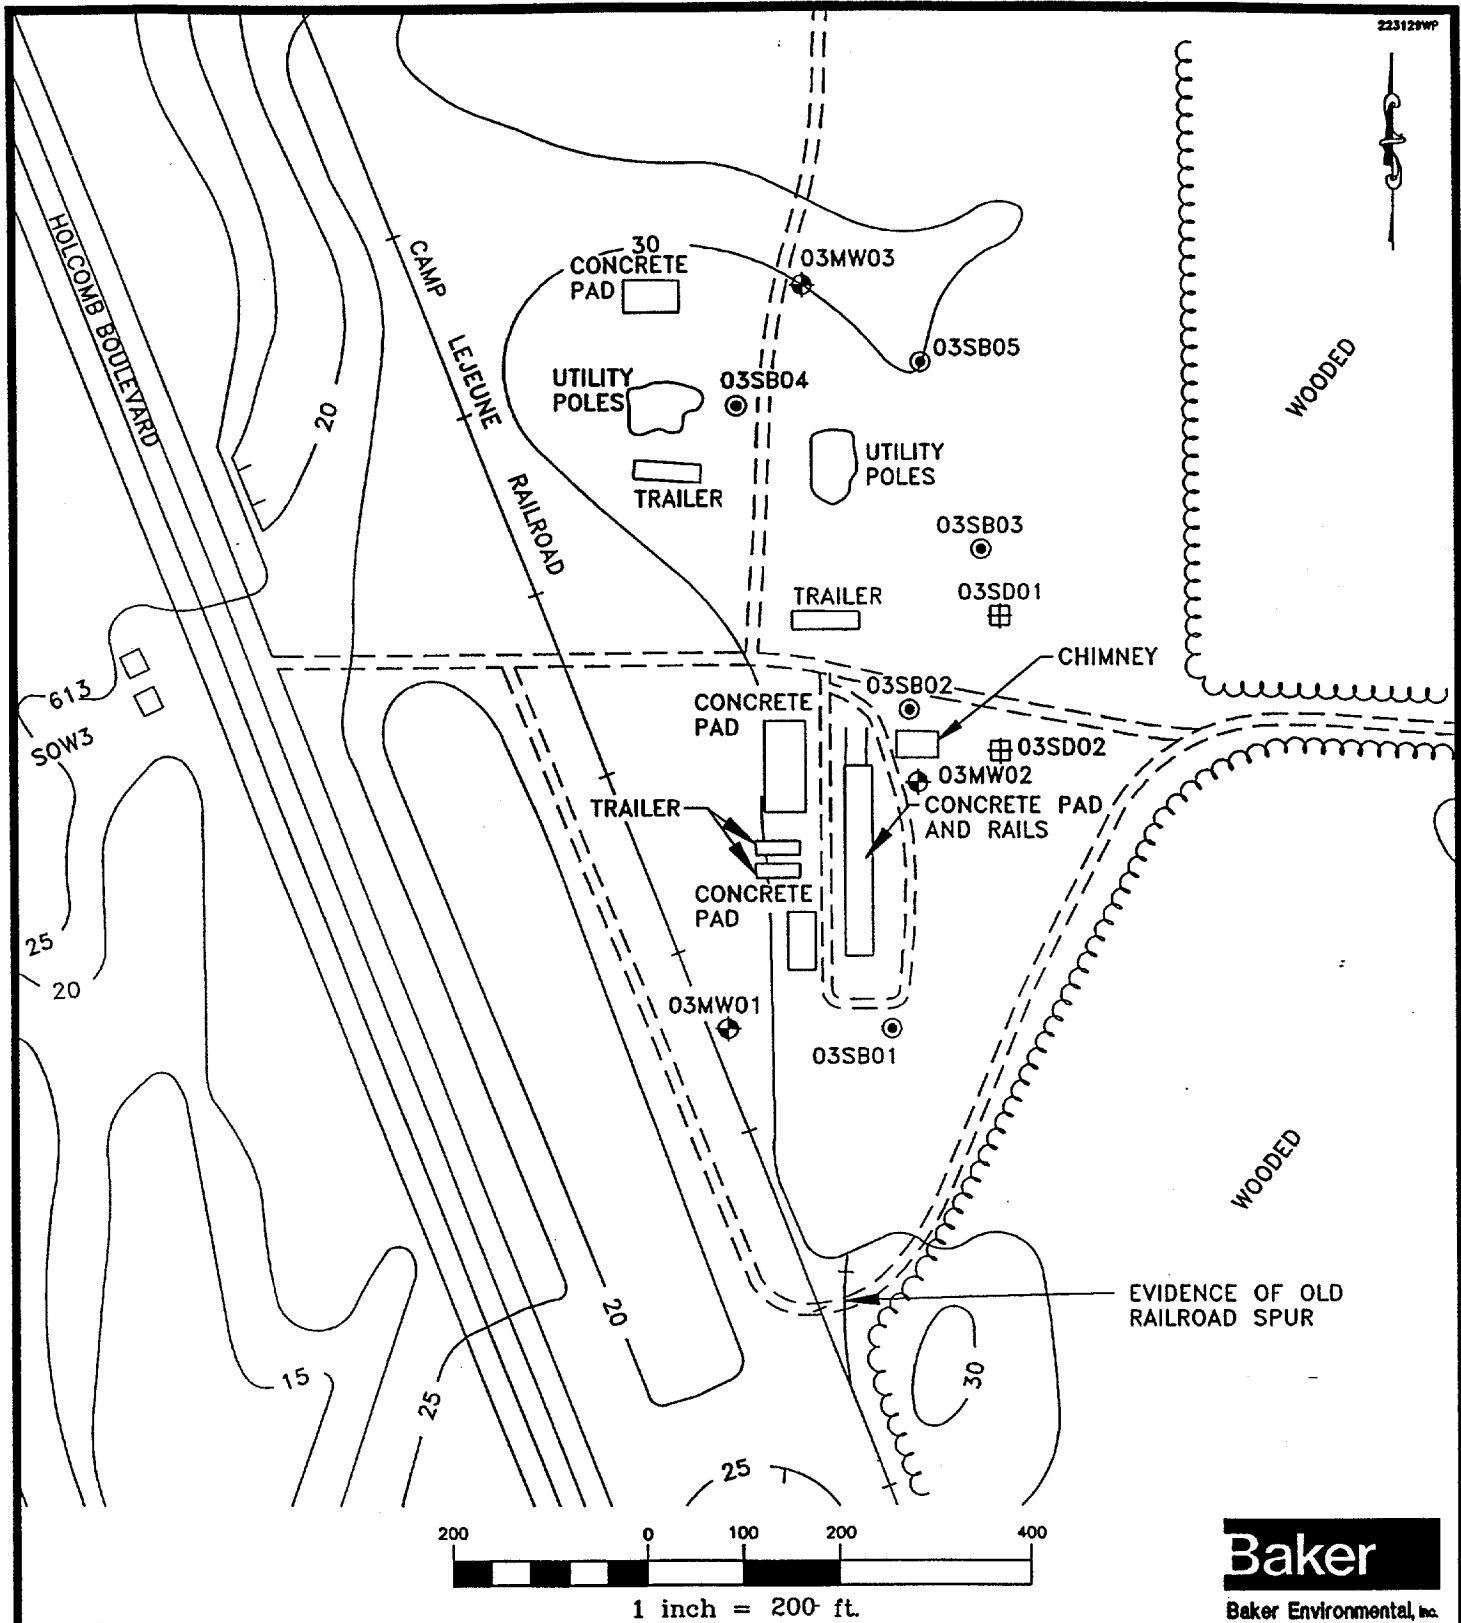 223129WP
HOLCOMB BOULEVARD
CAMP LEJEUNE RAILROAD
30
CONCRETE
PAD
03MW03
03SB05
UTILITY
POLES
03SB04
20
WOODED
UTILITY
POLES
TRAILER
03SB03
03SD01
TRAILER
CHIMNEY
613
SOW3
03SB02
CONCRETE
PAD
03SD02
03MW02
TRAILER
CONCRETE PAD
AND RAILS
CONCRETE
PAD
25
20
03MW01
03SB01
WOODED
EVIDENCE OF OLD
RAILROAD SPUR
20
15
25
30
25
200 0 100 200 400
1 inch = 200 ft.
Baker
Baker Environmental, Inc.